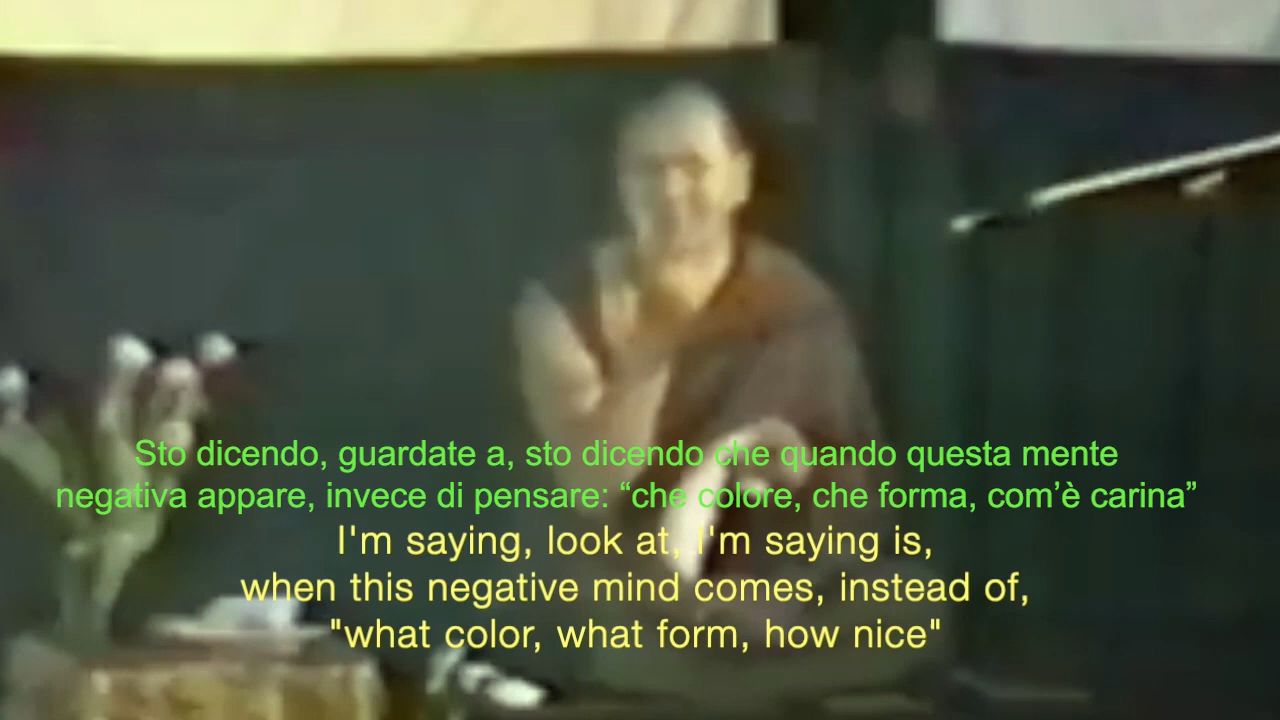 Sto dicendo, guardate a, sto dicendo che quando questa mente
negativa appare, invece di pensare: “che colore, che forma, com’è carina”
I'm saying, look at, I'm saying is,
when this negative mind comes, instead of,
"what color, what form, how nice"